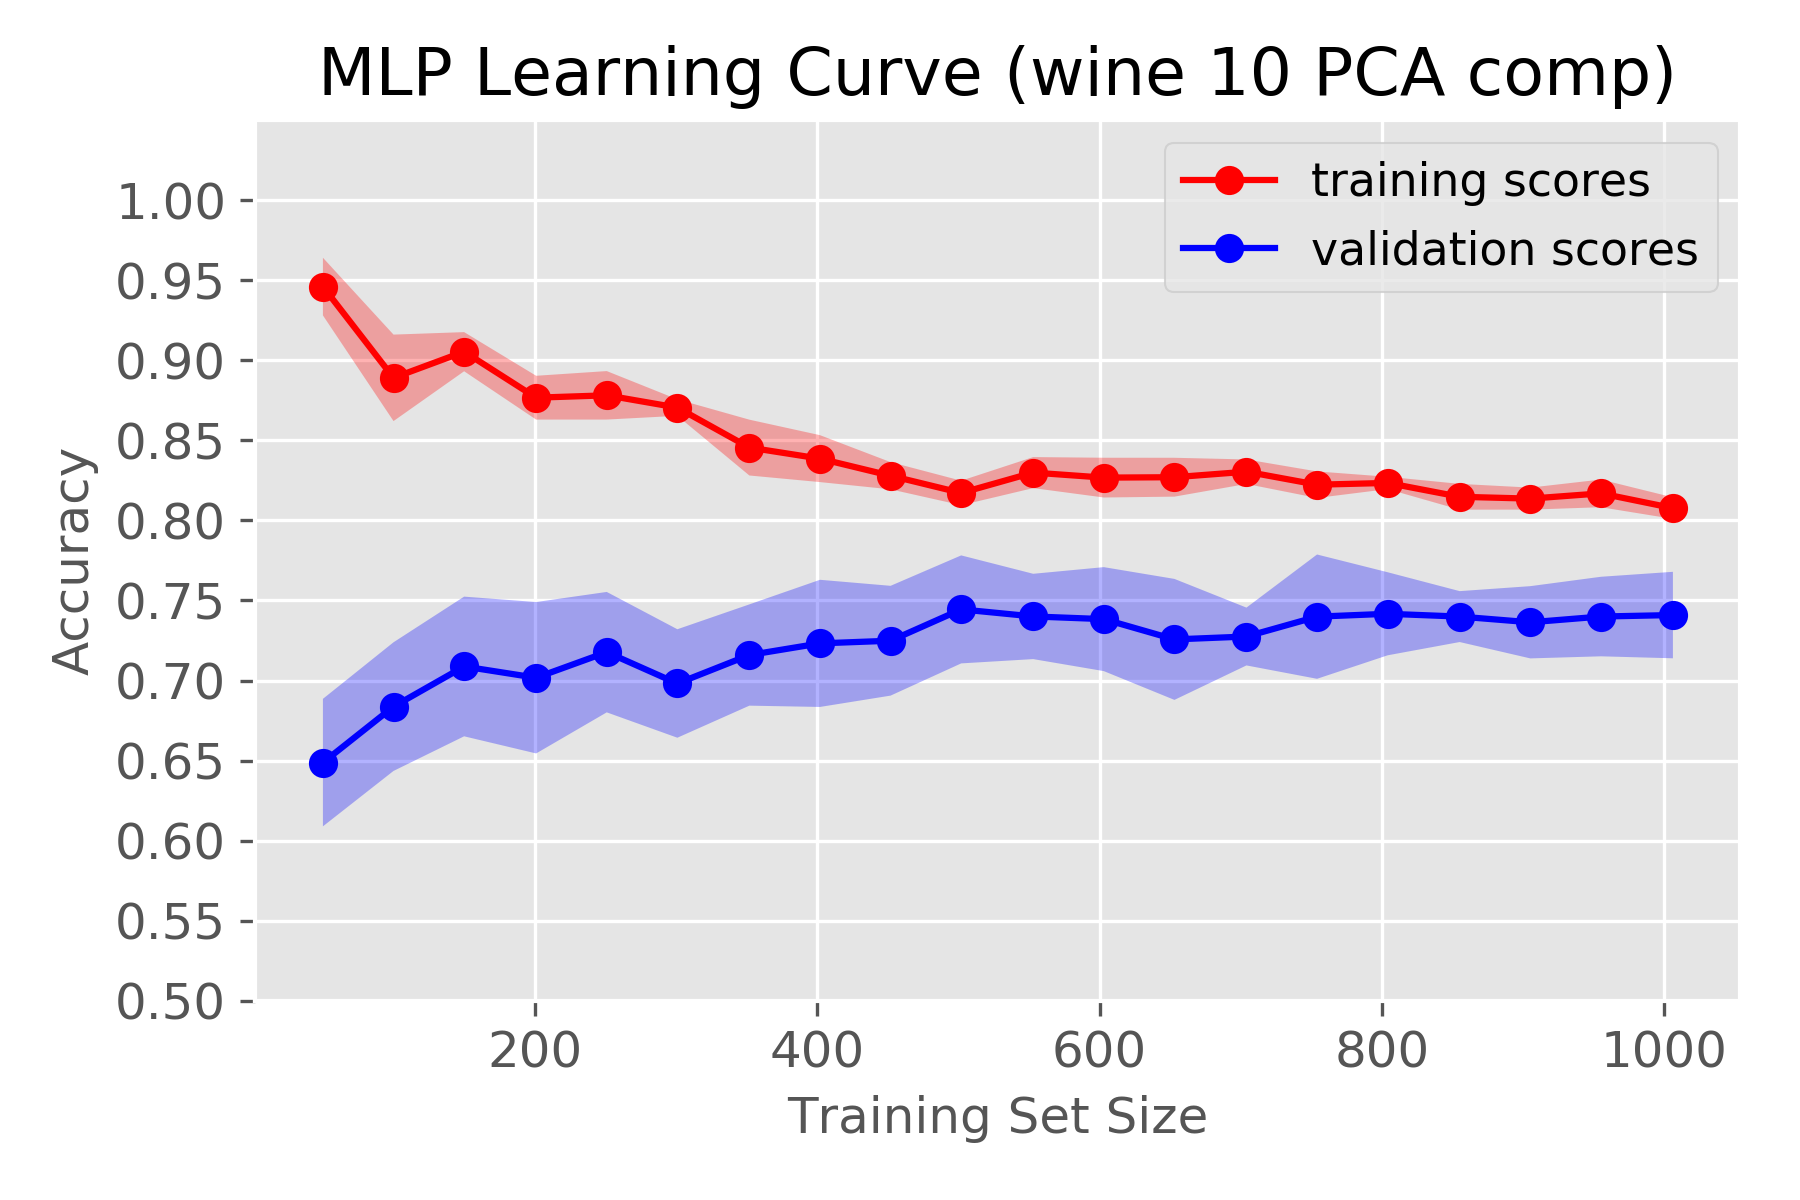 MLP Learning Curve (wine 10 PCA comp)
training scores
validation scores
1.00
0.95
0.90
0.85
0.80
0.75
0.70
0.65
0.60
0.55
0.50
Accuracy
200 400 600 800 1000
Training Set Size